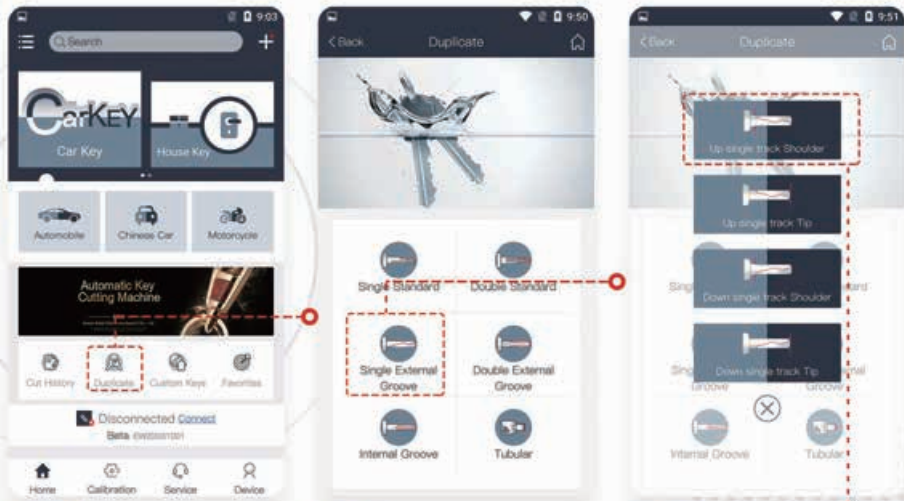 9:03
Search
CarKEY
Car Key
House Key
Automobile
Chinees Car
Motorcycle
Automatic Key
Cutting Machine
Cut History
Duplicate
Custom Keys
Favorites
Disconnected Connect
Beta
Home
Calibration
Service
Device
9:50
Back
Duplicate
Single Standard
Double Standard
Single External
Groove
Double External
Groove
Internal Groove
Tubular
9:51
Back
Duplicate
Up single track Shoulder
Up single track Tip
Down single track Shoulder
Down single track Tip
Groove
Groove
Internal Groove
Tubular